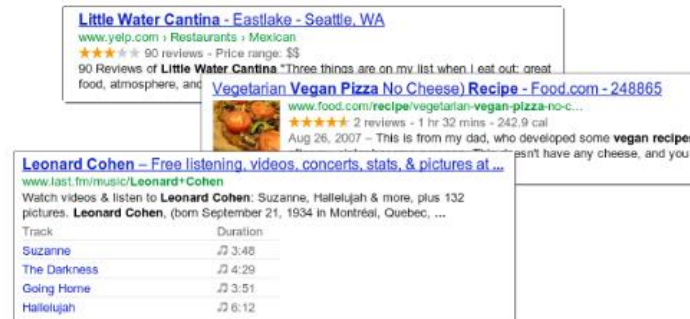 Little Water Cantina - Eastlake - Seattle, WA
www.yelp.com › Restaurants › Mexican
90 reviews - Price range: $$
90 Reviews of Little Water Cantina "Three things are on my list when I eat out: great
food, atmosphere, and
Vegetarian Vegan Pizza No Cheese) Recipe - Food.com - 248865
www.food.com/recipe/vegetarian-vegan-pizza-no-c...
2 reviews - 1 hr 32 mins - 242.9 cal
Aug 26, 2007 – This is from my dad, who developed some vegan recipes
doesn't have any cheese, and you
Leonard Cohen – Free listening, videos, concerts, stats, & pictures at ...
www.last.fm/music/Leonard+Cohen
Watch videos & listen to Leonard Cohen: Suzanne, Hallelujah & more, plus 132
pictures. Leonard Cohen, (born September 21, 1934 in Montréal, Quebec, ...
Track Duration
Suzanne 3:48
The Darkness 4:29
Going Home 3:51
Hallelujah 6:12